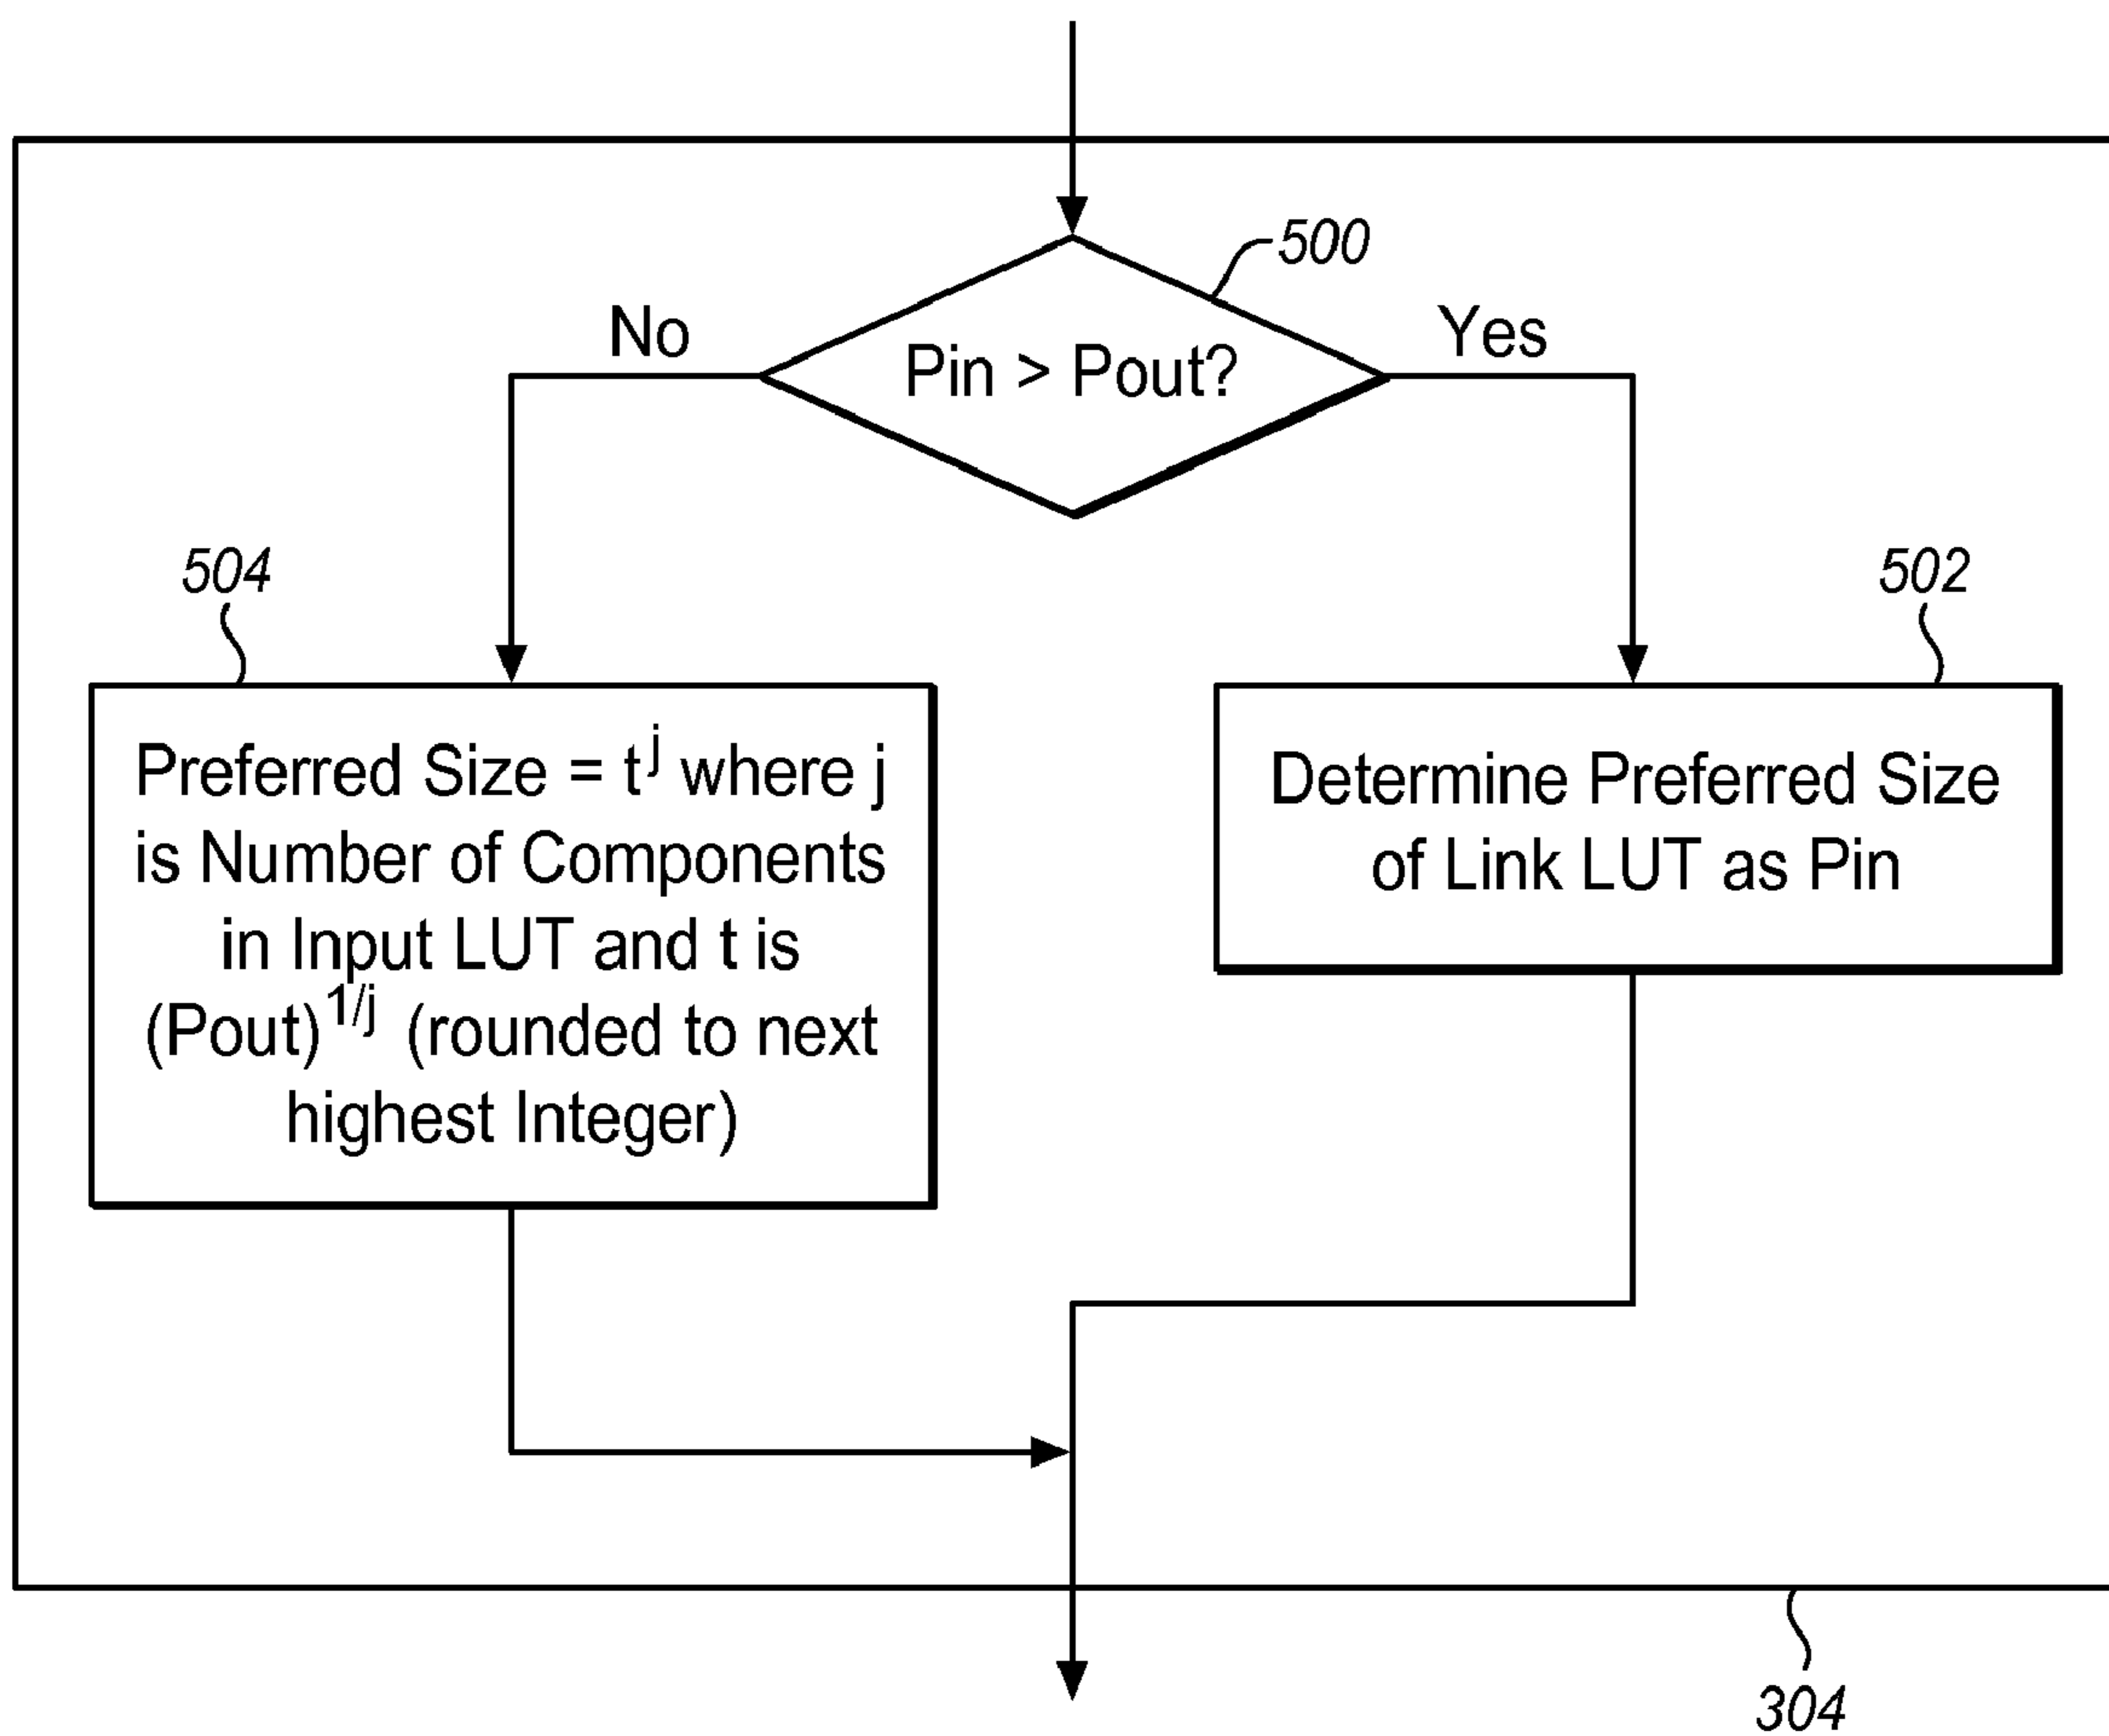 500
No
Yes
Pin > Pout?
504
502
Preferred Size = t^j where j
is Number of Components
in Input LUT and t is
(Pout)^1/j (rounded to next
highest Integer)
Determine Preferred Size
of Link LUT as Pin
304